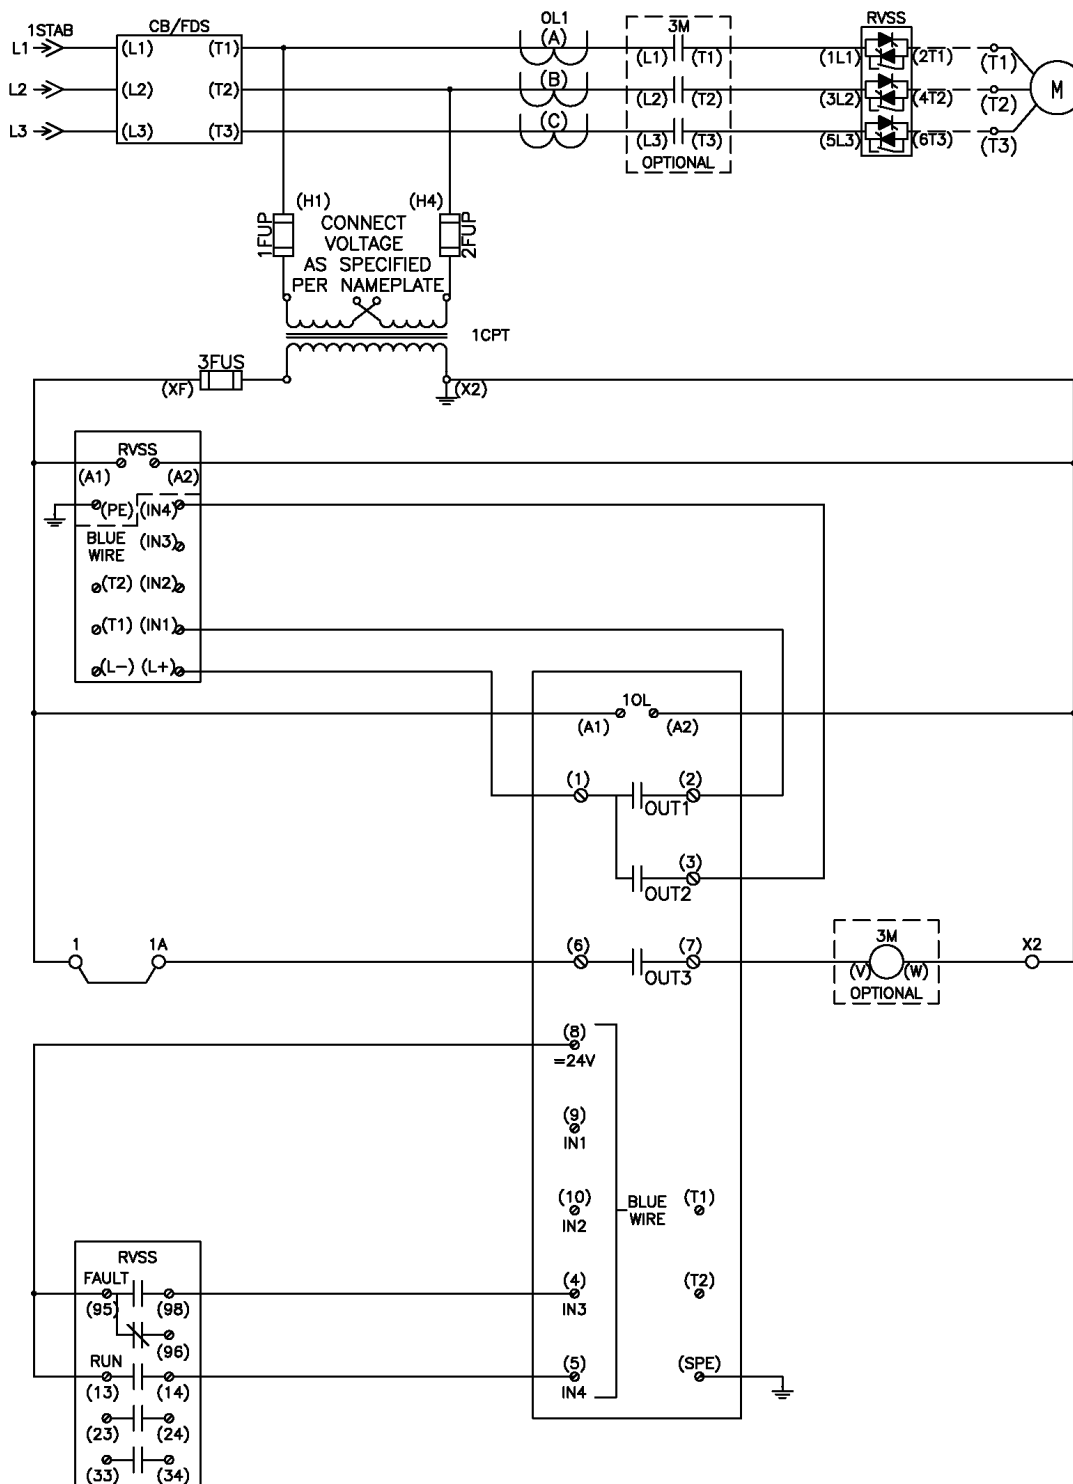 1STAB CB/FDS OL1 3M RVSS
L1 (L1) (T1) (A) (L1) (T1) (1L1) (2T1) (T1)
L2 (L2) (T2) (B) (L2) (T2) (3L2) (4T2) (T2) M
L3 (L3) (T3) (C) (L3) (T3) (5L3) (6T3) (T3)
OPTIONAL
(H1) (H4)
1FUP 2FUP
CONNECT
VOLTAGE
AS SPECIFIED
PER NAMEPLATE
1CPT
3FUS
(XF) (X2)
RVSS
(A1) (A2)
(PE) (IN4)
BLUE (IN3)
WIRE
(T2) (IN2)
(T1) (IN1)
(L-) (L+)
1OL
(A1) (A2)
(1) (2)
OUT1
(3)
OUT2
1 1A (6) (7) 3M X2
OUT3 (V) (W)
OPTIONAL
(8)
=24V
(9)
IN1
(10) BLUE (T1)
IN2 WIRE
RVSS
FAULT (4) (T2)
(95) (98) IN3
(96)
RUN (5) (SPE)
(13) (14) IN4
(23) (24)
(33) (34)